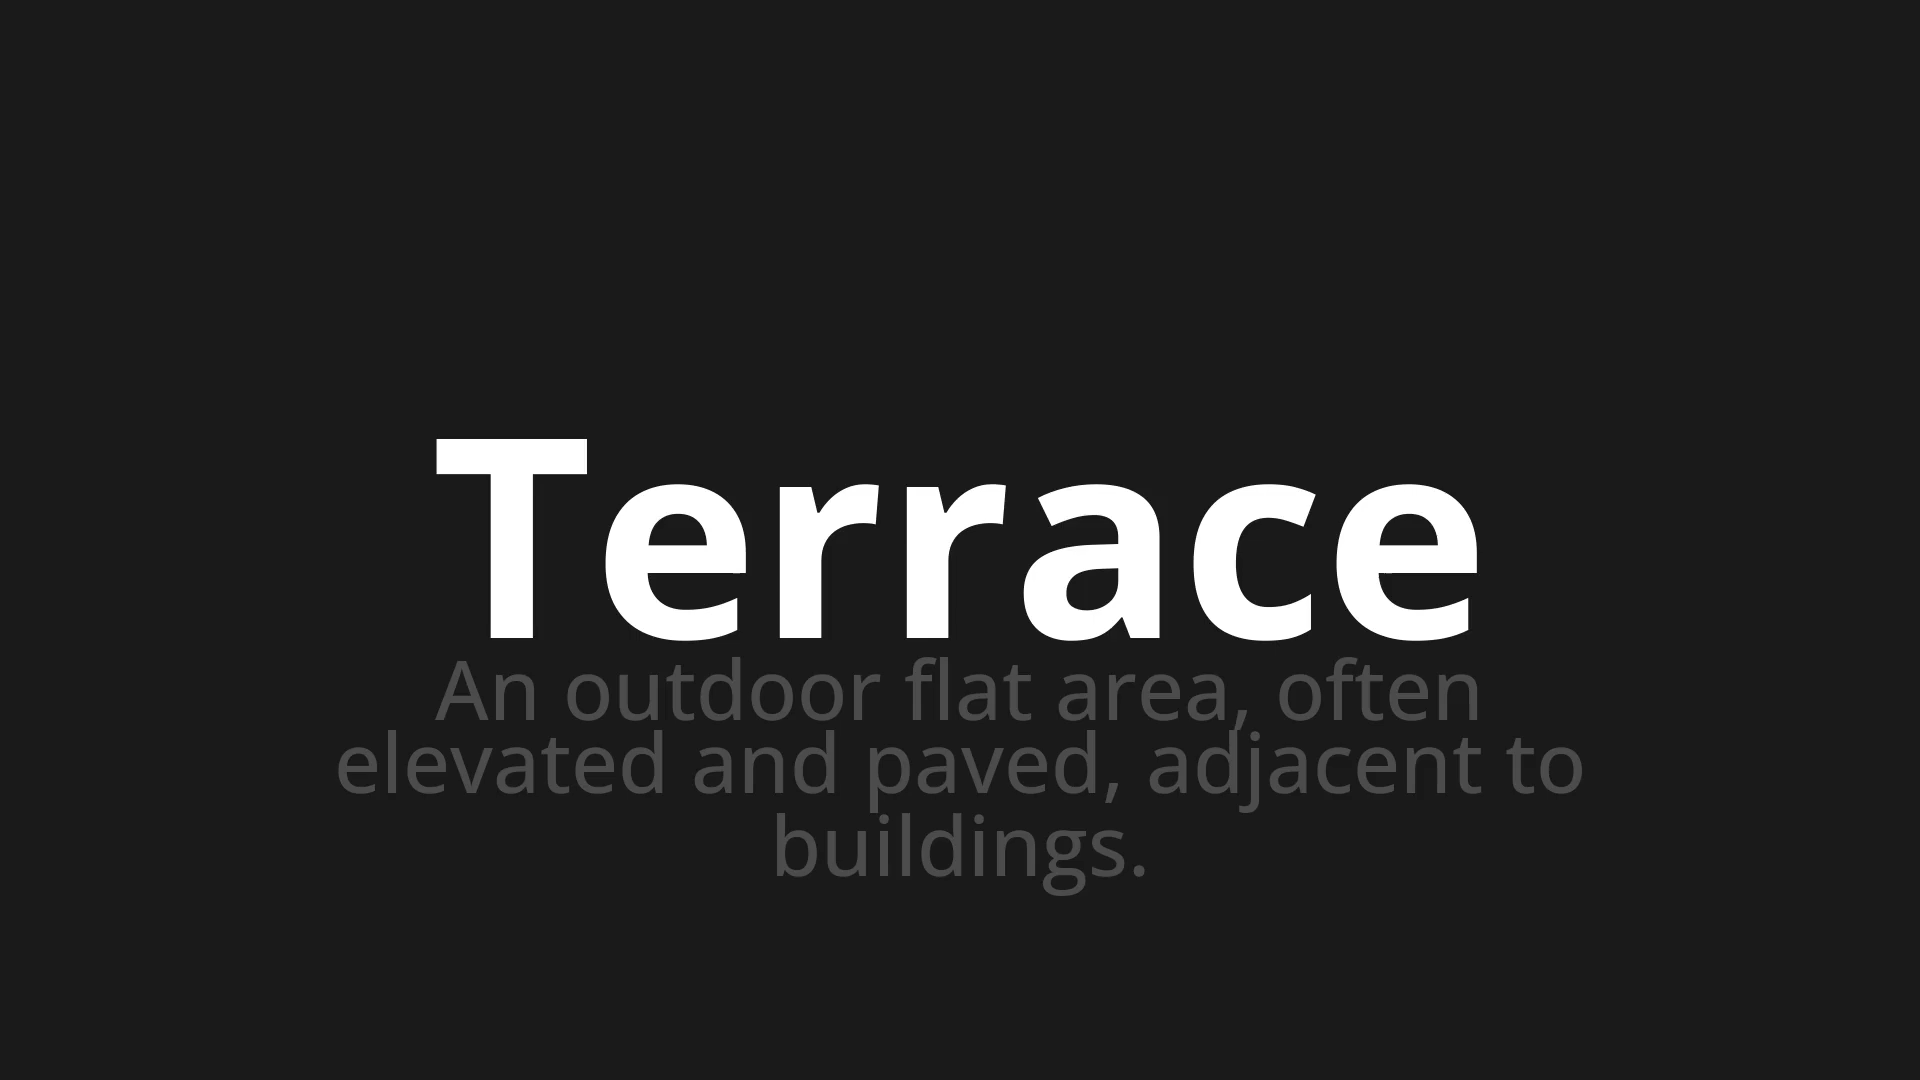 Terrace
An outdoor flat area, often
elevated and paved, adjacent to
buildings.